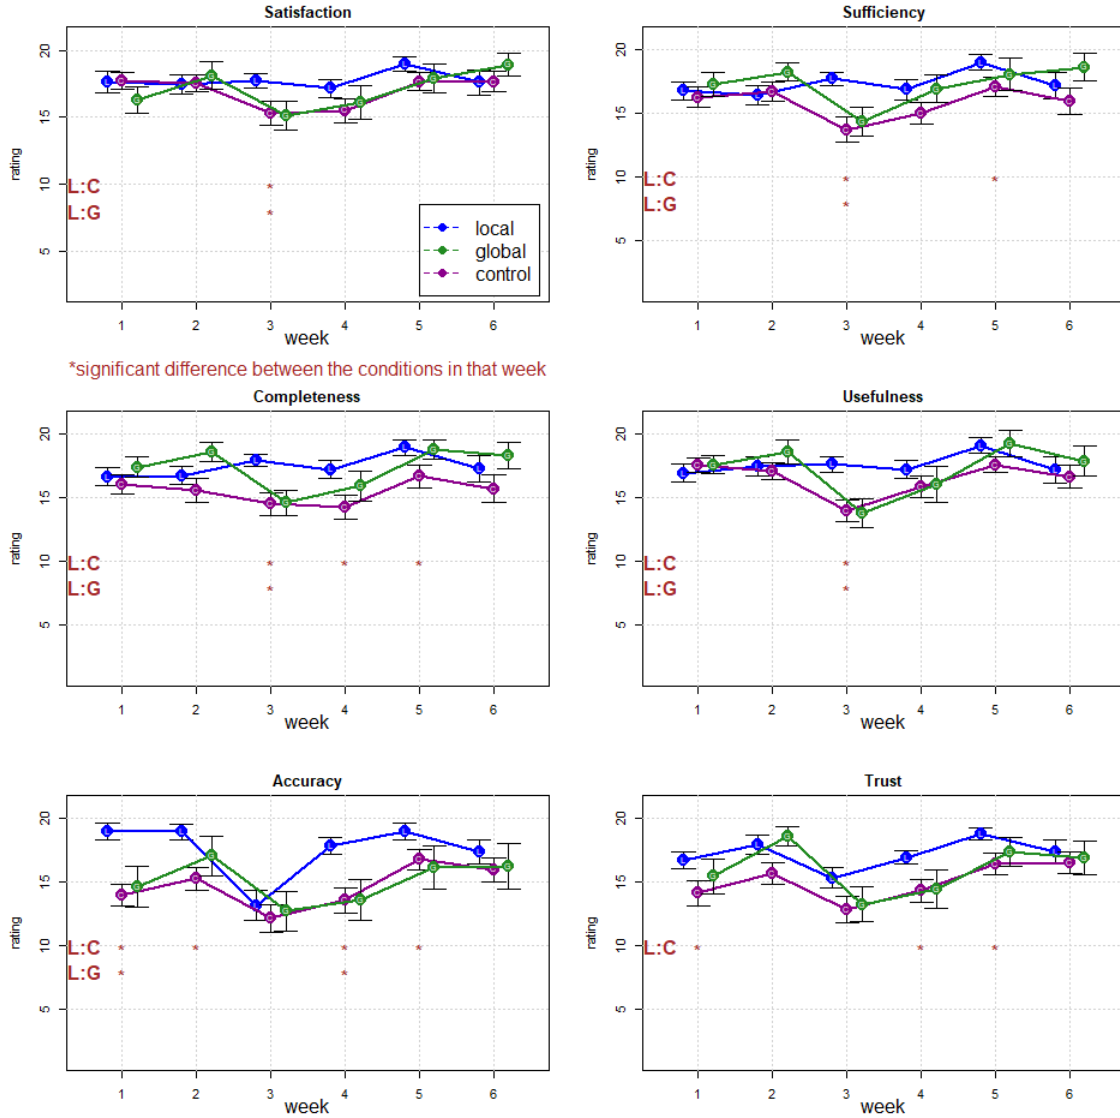 Satisfaction
20
15
10
5
rating
L:C *
L:G *
local
global
control
1 2 3 4 5 6
week
*significant difference between the conditions in that week
Sufficiency
20
15
10
5
rating
L:C * *
L:G *
1 2 3 4 5 6
week
Completeness
20
15
10
5
rating
L:C * * *
L:G *
1 2 3 4 5 6
week
Usefulness
20
15
10
5
rating
L:C *
L:G *
1 2 3 4 5 6
week
Accuracy
20
15
10
5
rating
L:C * * * *
L:G * *
1 2 3 4 5 6
week
Trust
20
15
10
5
rating
L:C * * *
1 2 3 4 5 6
week